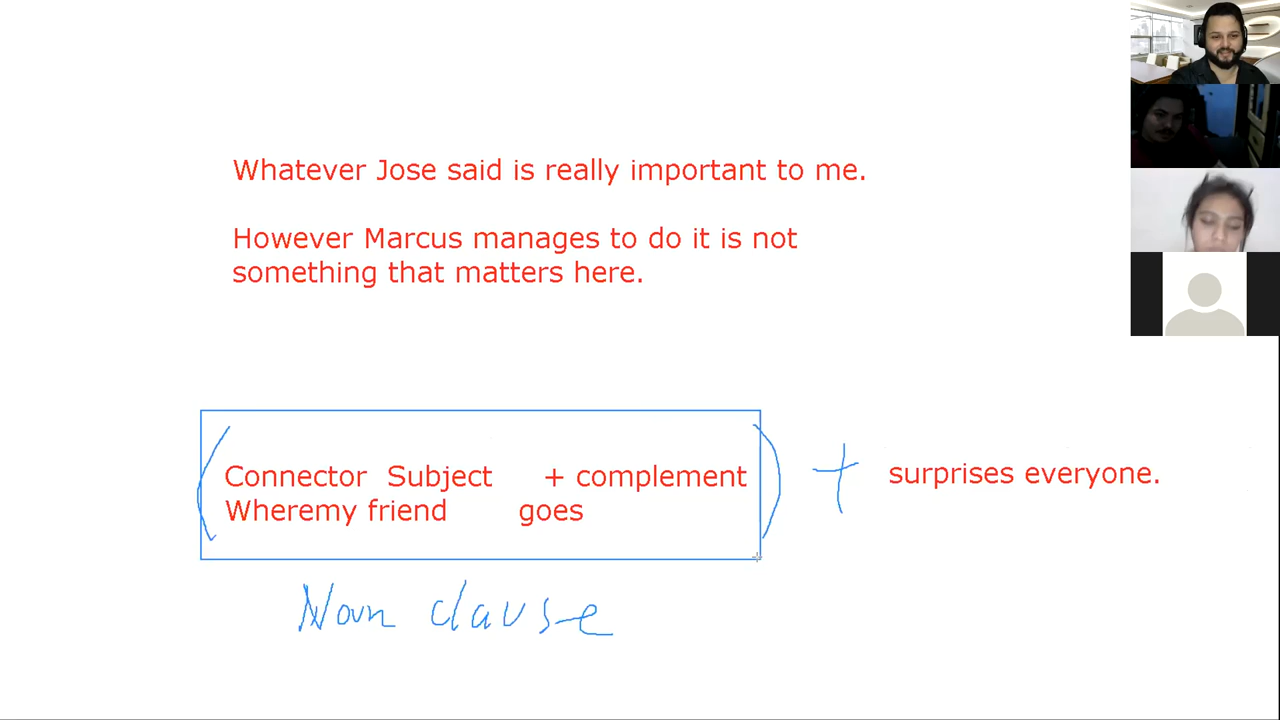 Whatever Jose said is really important to me.
However Marcus manages to do it is not
something that matters here.
Connector Subject + complement
Wheremy friend goes
+ surprises everyone.
Noun clause